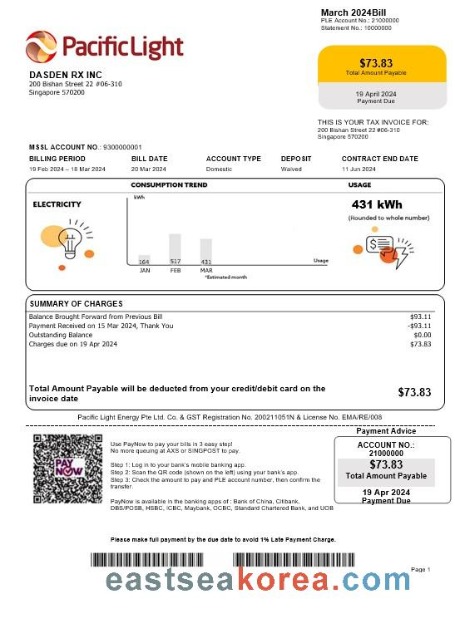 March 2024Bill
PLE Account No.: 21000000
Statement No.: 10000000
PacificLight
$73.83
Total Amount Payable
19 April 2024
Payment Due
DASDEN RX INC
200 Bishan Street 22 #06-310
Singapore 570200
THIS IS YOUR TAX INVOICE FOR:
200 Bishan Street 22 #06-310
Singapore 570200
MSSL ACCOUNT NO.: 9300000001
BILLING PERIOD BILL DATE ACCOUNT TYPE DEPOSIT CONTRACT END DATE
19 Feb 2024 – 18 Mar 2024 20 Mar 2024 Domestic Waived 11 Jun 2024
CONSUMPTION TREND
USAGE
kWh
ELECTRICITY
431 kWh
(Rounded to whole number)
164 517 431
Usage
JAN FEB MAR
*Estimated month
SUMMARY OF CHARGES
Balance Brought Forward from Previous Bill $93.11
Payment Received on 15 Mar 2024, Thank You -$93.11
Outstanding Balance $0.00
Charges due on 19 Apr 2024 $73.83
Total Amount Payable will be deducted from your credit/debit card on the
invoice date
$73.83
Pacific Light Energy Pte Ltd. Co. & GST Registration No. 200211051N & License No. EMA/RE/008
Payment Advice
ACCOUNT NO.:
21000000
$73.83
Total Amount Payable
19 Apr 2024
Payment Due
PAY
NOW
Use PayNow to pay your bills in 3 easy step!
No more queuing at AXS or SINGPOST to pay.
Step 1: Log in to your bank's mobile banking app.
Step 2: Scan the QR code (shown on the left) using your bank's app.
Step 3: Check the amount to pay and PLE account number, then confirm the
transfer.
PayNow is available in the banking apps of : Bank of China, Citibank,
DBS/POSB, HSBC, ICBC, Maybank, OCBC, Standard Chartered Bank, and UOB
Please make full payment by the due date to avoid 1% Late Payment Charge.
Page 1
eastseakorea.com